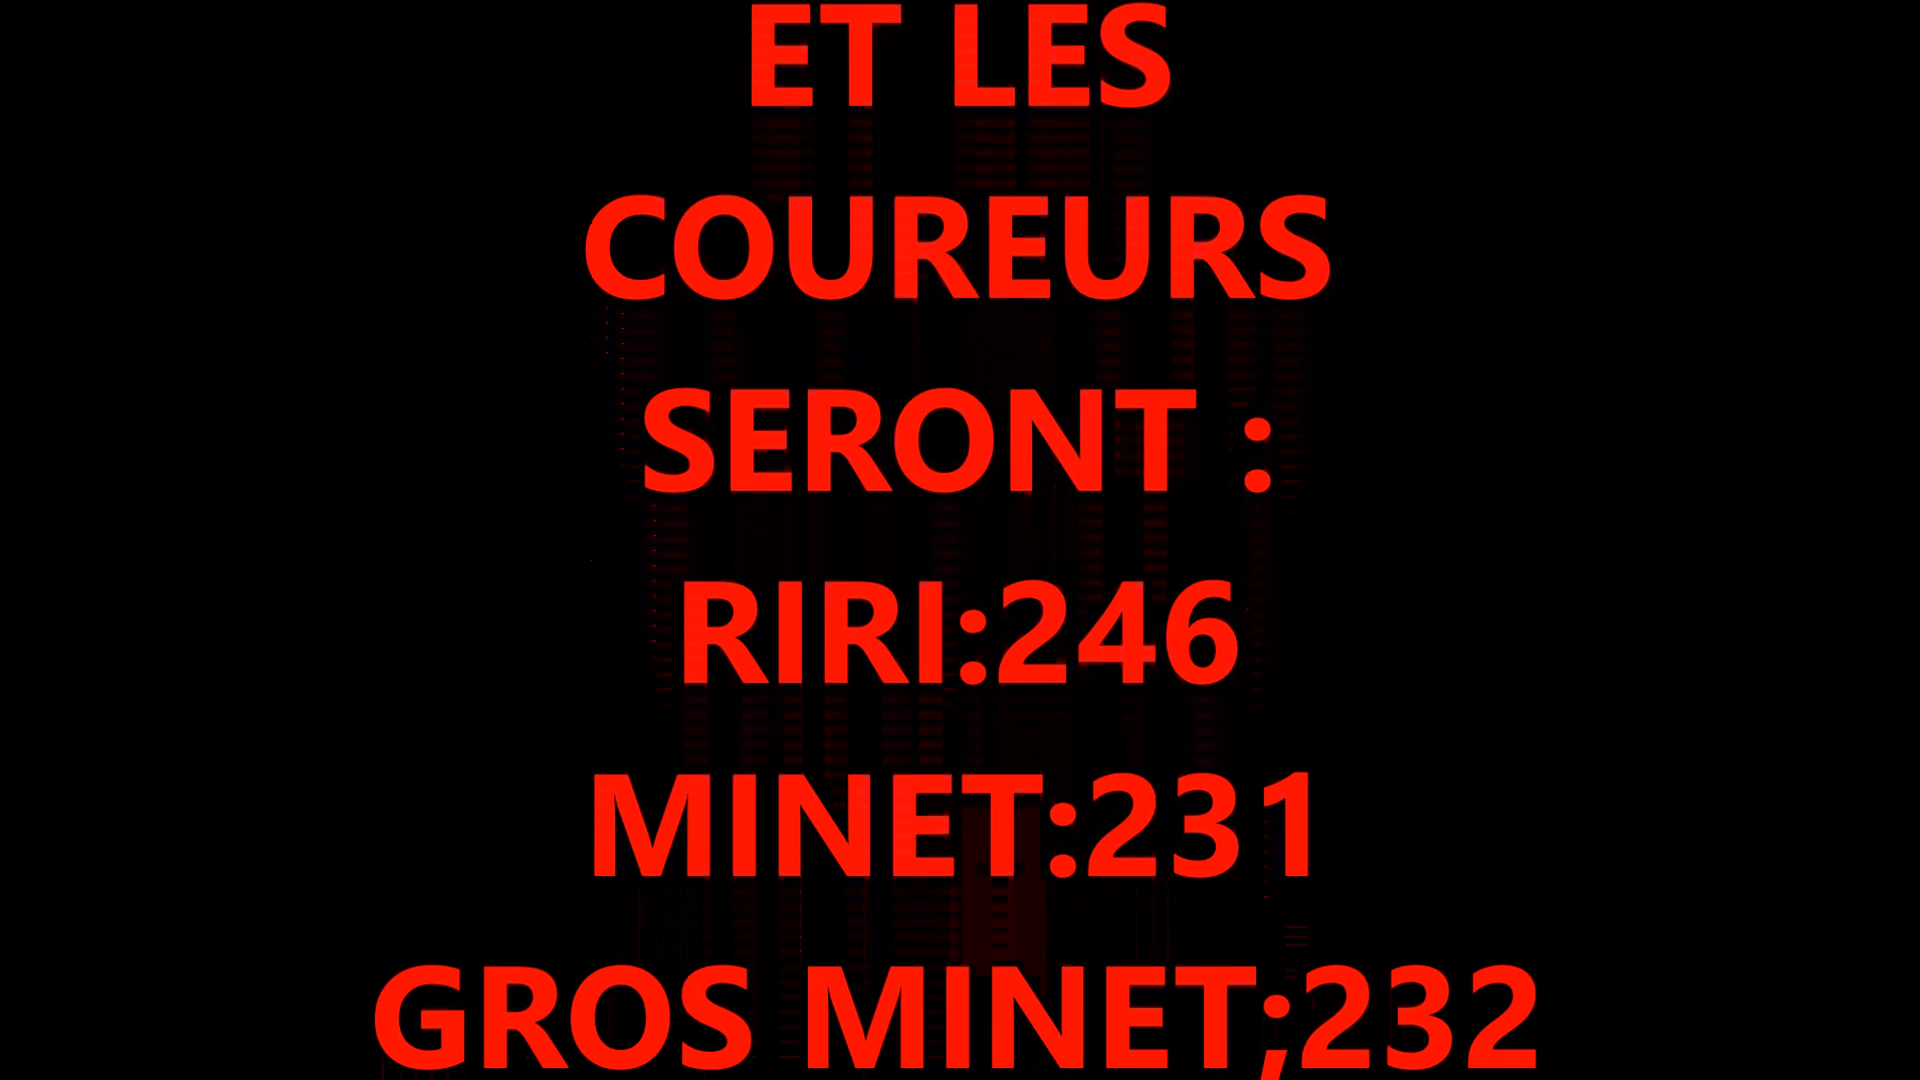 ET LES
COUREURS
SERONT :
RIRI:246
MINET:231
GROS MINET;232